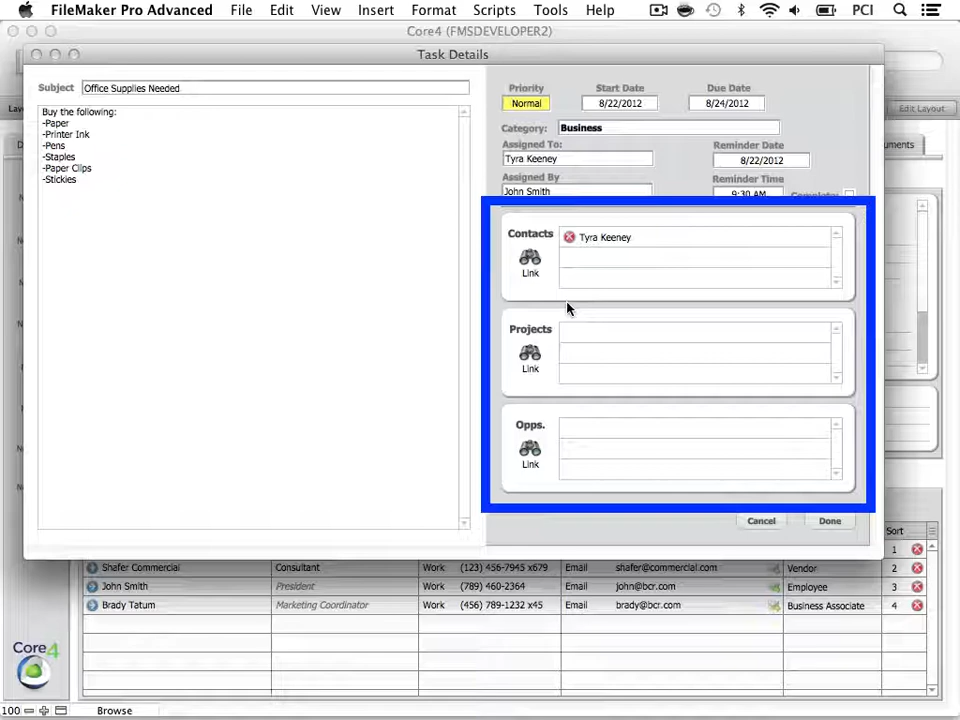 FileMaker Pro Advanced File Edit View Insert Format Scripts Tools Help PCI
Core4 (FMSDEVELOPER2)
Task Details
Edit Layout
Subject Office Supplies Needed
Buy the following:
-Paper
-Printer Ink
-Pens
-Staples
-Paper Clips
-Stickies
Priority Start Date Due Date
Normal 8/22/2012 8/24/2012
Category: Business
Assigned To: Reminder Date
Tyra Keeney 8/22/2012
Assigned By Reminder Time
John Smith 9:30 AM
Contacts Tyra Keeney
Link
Projects
Link
Opps.
Link
Cancel Done
Sort
1
Shafer Commercial Consultant Work (123) 456-7945 x679 Email shafer@commercial.com Vendor 2
John Smith President Work (789) 460-2364 Email john@bcr.com Employee 3
Brady Tatum Marketing Coordinator Work (456) 789-1232 x45 Email brady@bcr.com Business Associate 4
Core4
100 Browse